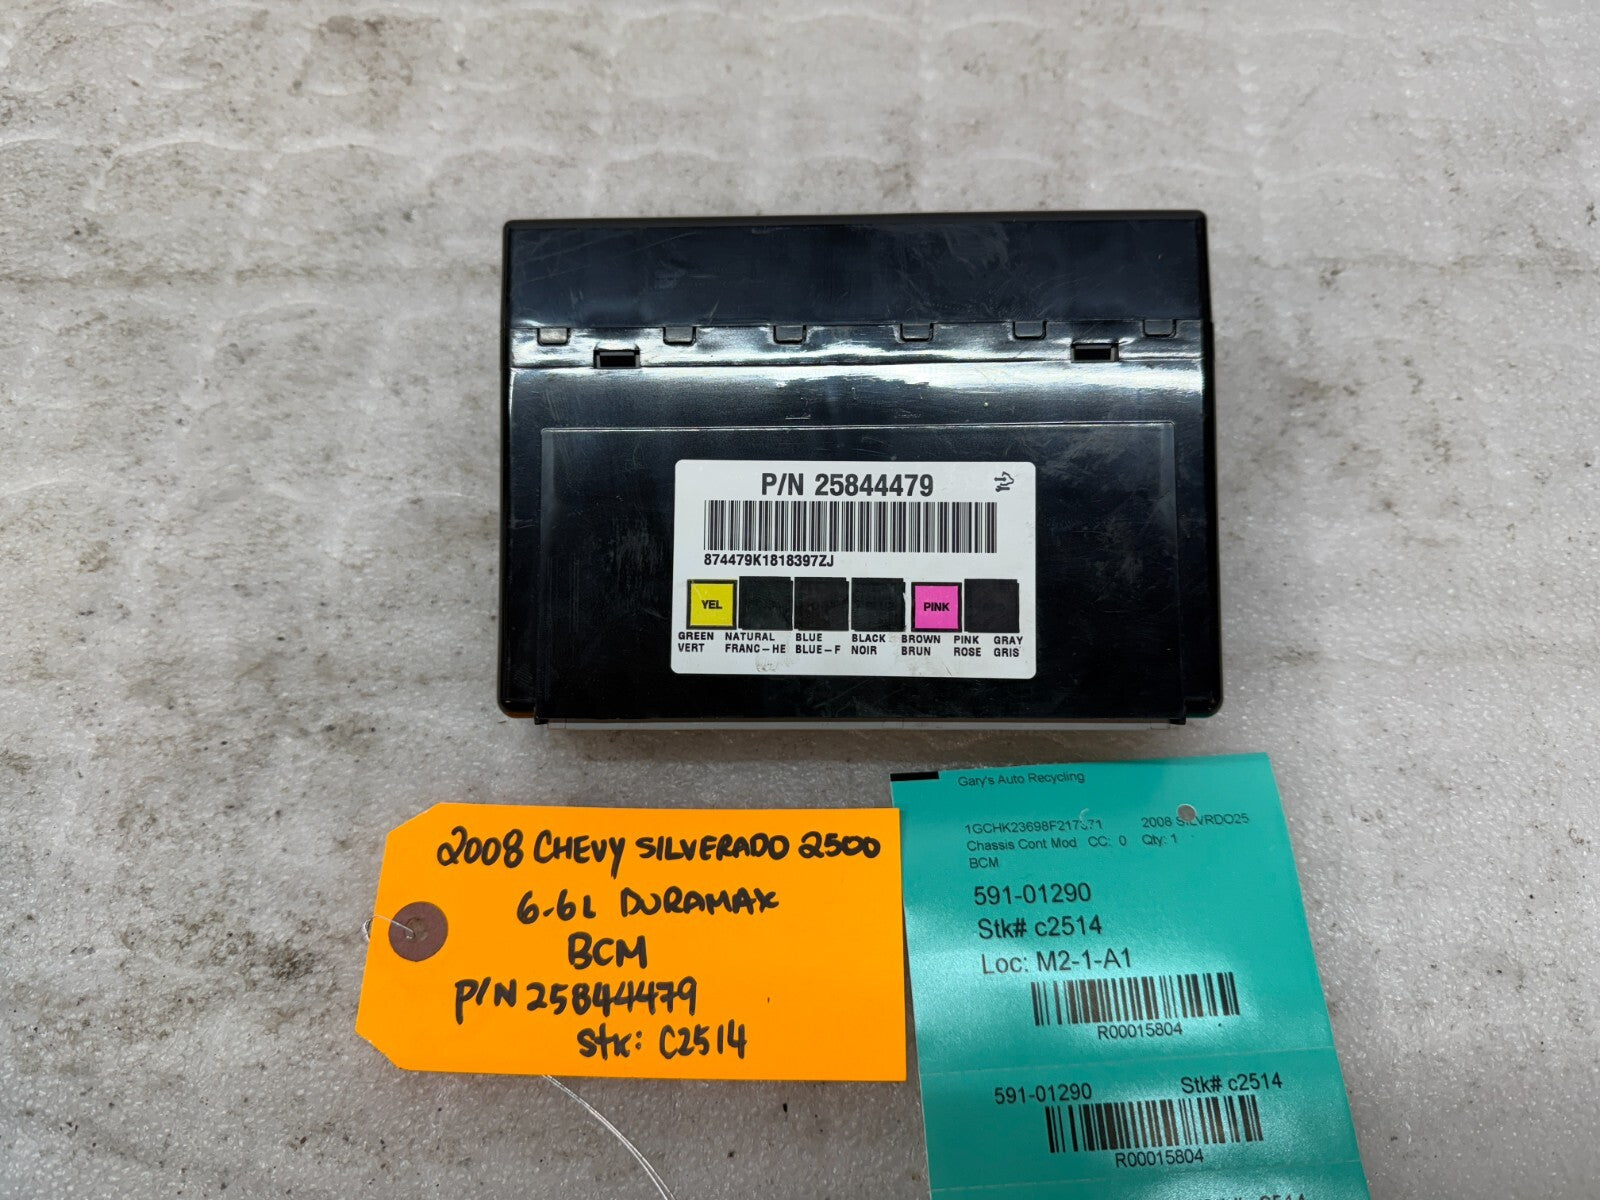 P/N 25844479
874479K1818397ZJ
YEL PINK
GREEN NATURAL BLUE BLACK BROWN PINK GRAY
VERT FRANC-HE BLUE-F NOIR BRUN ROSE GRIS
2008 CHEVY SILVERADO 2500
6.6L DURAMAX
BCM
P/N 25844479
Stk: C2514
Gary's Auto Recycling
2008
Chassis Cont Mod CC: 0 Qty: 1
BCM
591-01290
Stk# c2514
Loc: M2-1-A1
R00015804
591-01290 Stk# c2514
R00015804